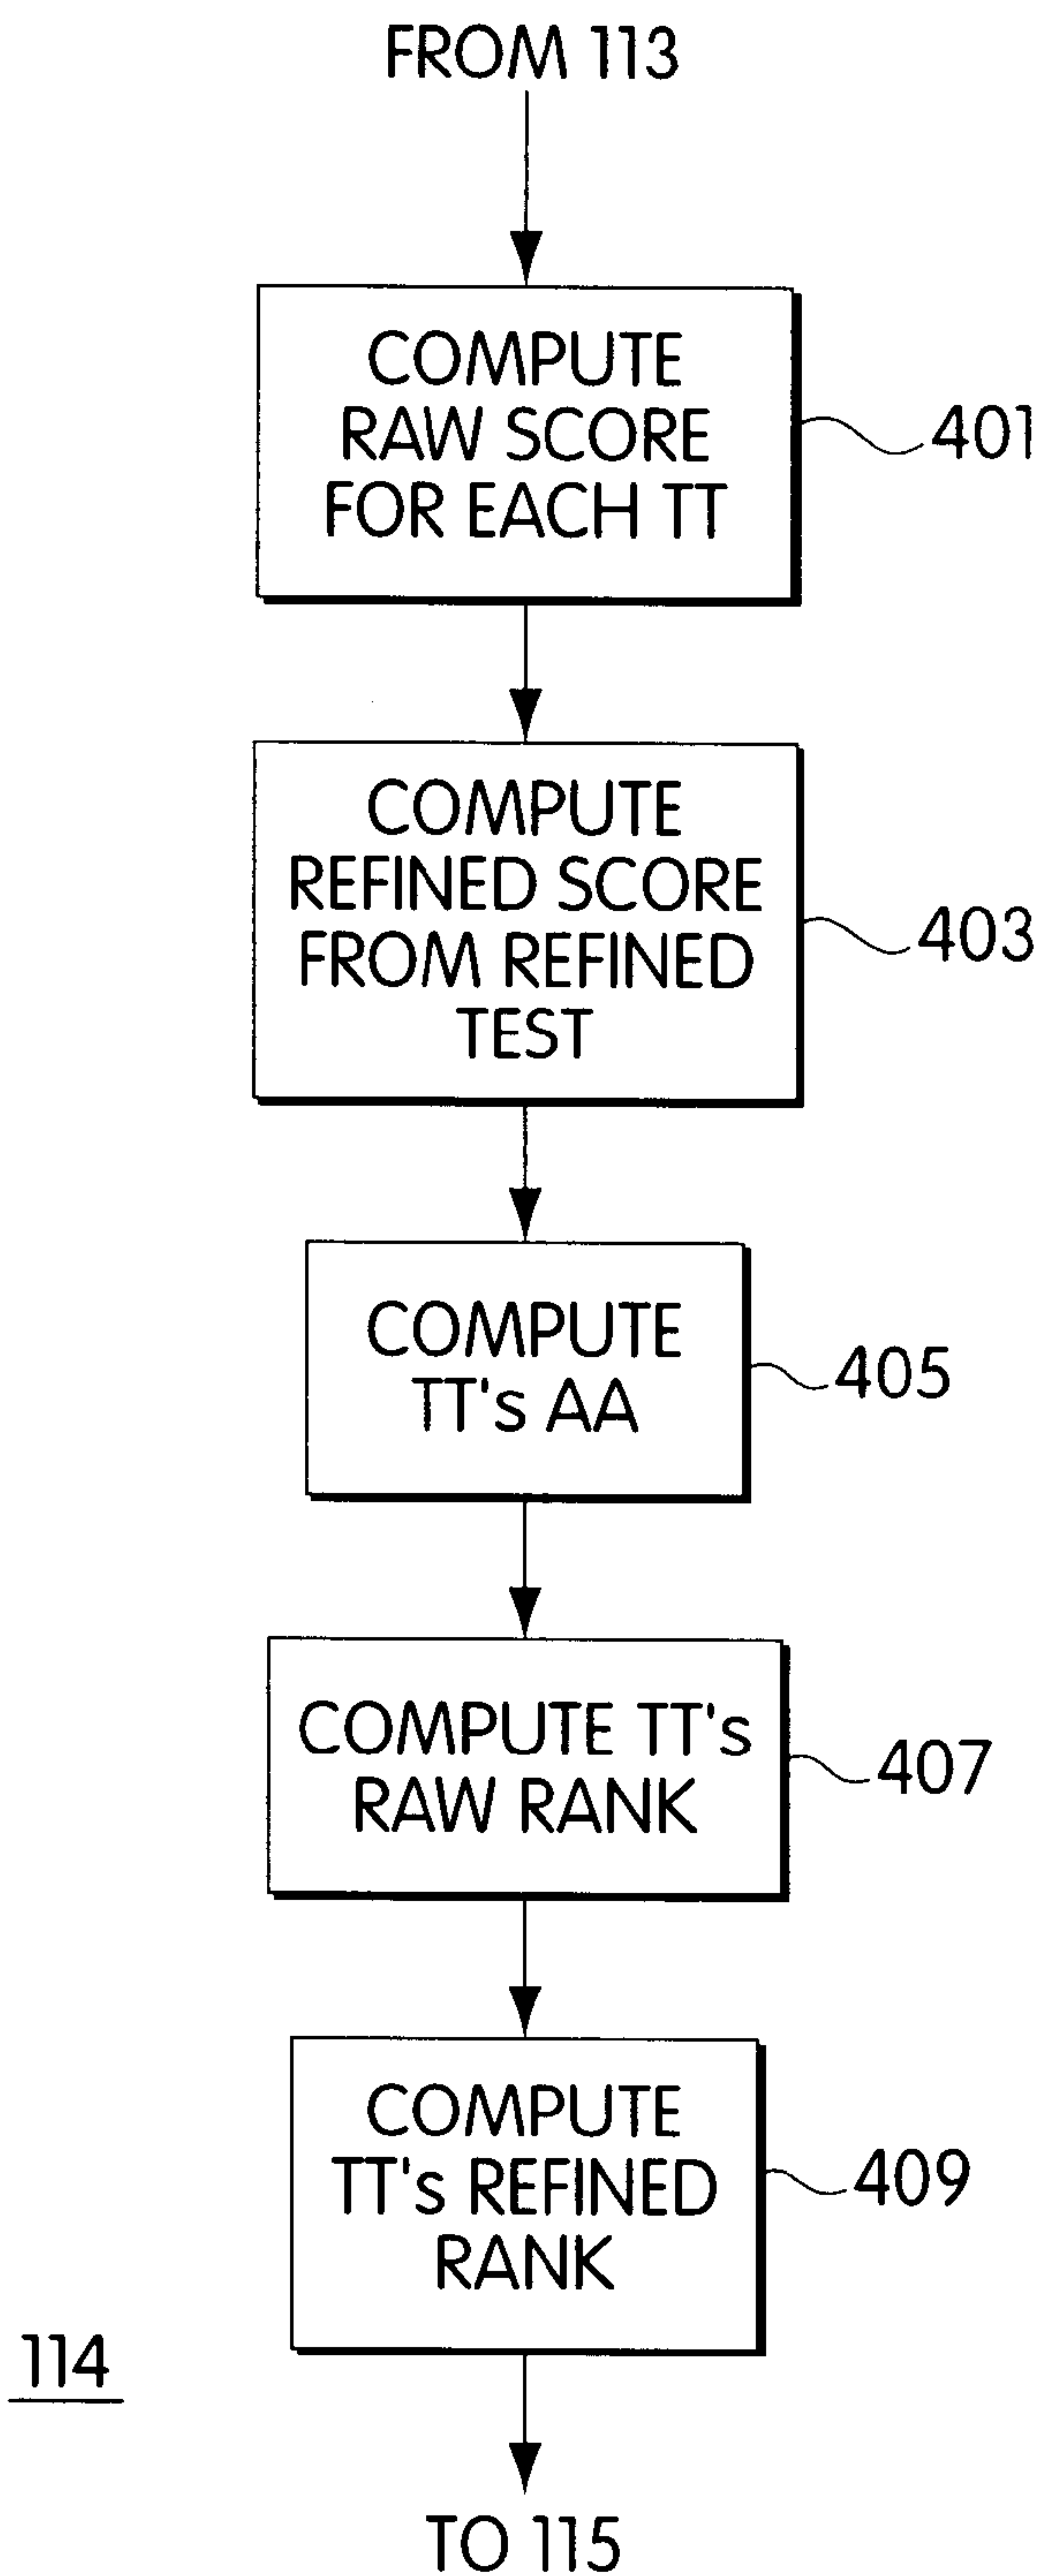 FROM 113
COMPUTE
RAW SCORE
FOR EACH TT
401
COMPUTE
REFINED SCORE
FROM REFINED
TEST
403
COMPUTE
TT's AA
405
COMPUTE TT's
RAW RANK
407
COMPUTE
TT's REFINED
RANK
409
114
TO 115